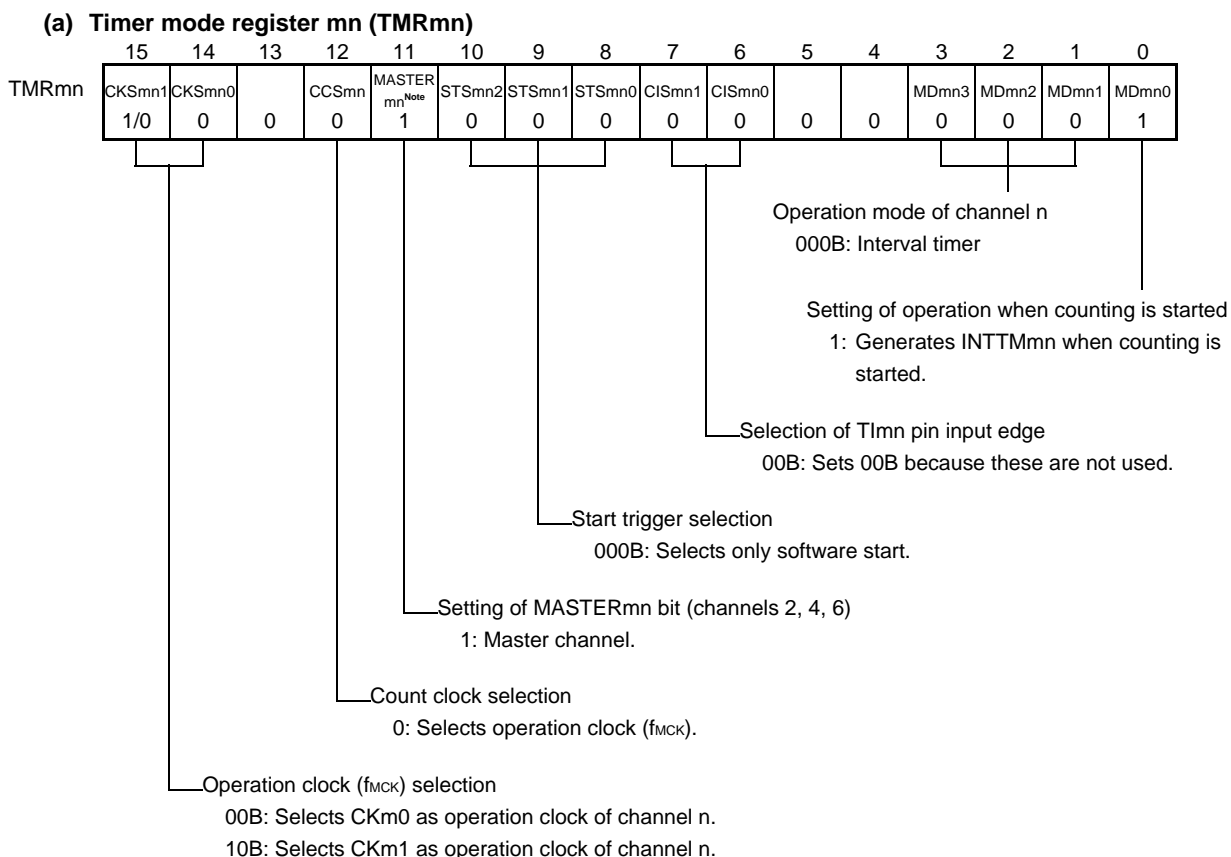 (a) Timer mode register mn (TMRmn)
15 14 13 12 11 10 9 8 7 6 5 4 3 2 1 0
TMRmn CKSmn1 CKSmn0 CCSmn MASTER mnNote STSmn2 STSmn1 STSmn0 CISmn1 CISmn0 MDmn3 MDmn2 MDmn1 MDmn0
1/0 0 0 0 1 0 0 0 0 0 0 0 0 0 0 1
Operation mode of channel n
000B: Interval timer
Setting of operation when counting is started
1: Generates INTTMmn when counting is
started.
Selection of TImn pin input edge
00B: Sets 00B because these are not used.
Start trigger selection
000B: Selects only software start.
Setting of MASTERmn bit (channels 2, 4, 6)
1: Master channel.
Count clock selection
0: Selects operation clock (fMCK).
Operation clock (fMCK) selection
00B: Selects CKm0 as operation clock of channel n.
10B: Selects CKm1 as operation clock of channel n.